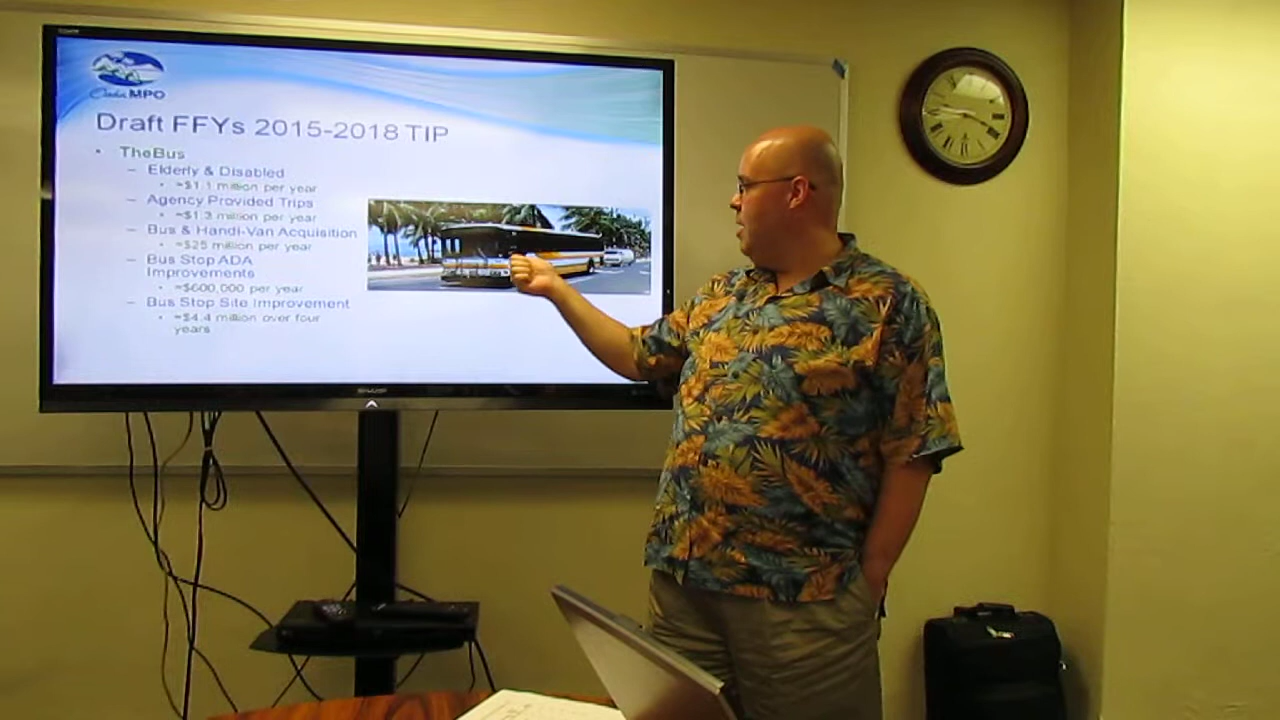 Oahu MPO
Draft FFYs 2015-2018 TIP
• TheBus
– Elderly & Disabled
• ≈$1.1 million per year
– Agency Provided Trips
• ≈$1.3 million per year
– Bus & Handi-Van Acquisition
• ≈$25 million per year
– Bus Stop ADA
Improvements
• ≈$600,000 per year
– Bus Stop Site Improvement
• ≈$4.4 million over four
years
SHARP